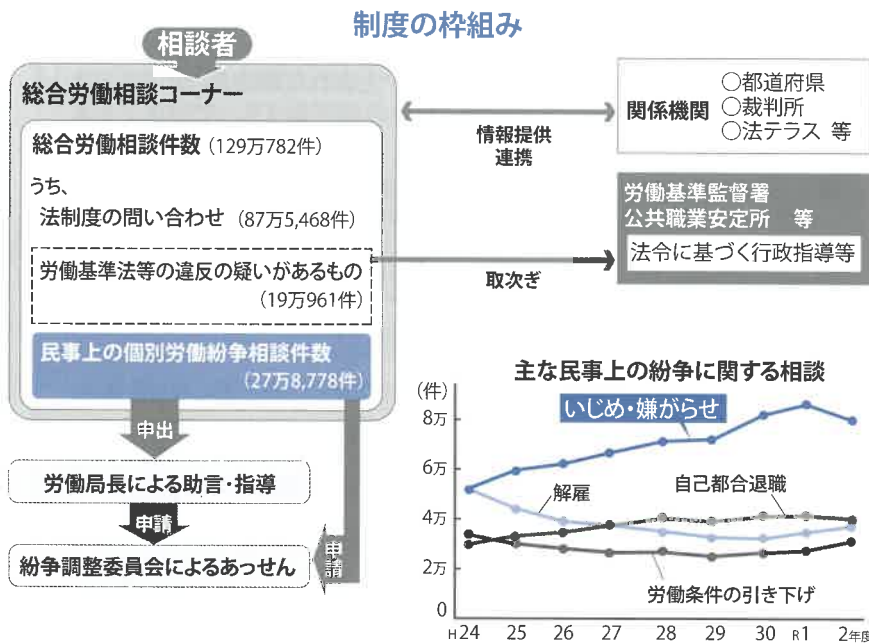 制度の枠組み
相談者
総合労働相談コーナー
総合労働相談件数（129万782件）
うち、
法制度の問い合わせ（87万5,468件）
労働基準法等の違反の疑いがあるもの
（19万961件）
民事上の個別労働紛争相談件数
（27万8,778件）
情報提供
連携
関係機関
○都道府県
○裁判所
○法テラス 等
取次ぎ
労働基準監督署
公共職業安定所 等
法令に基づく行政指導等
申出
労働局長による助言・指導
申請
紛争調整委員会によるあっせん
申請
主な民事上の紛争に関する相談
（件）
8万
6万
4万
2万
0
いじめ・嫌がらせ
解雇
自己都合退職
労働条件の引き下げ
H24 25 26 27 28 29 30 R1 2年度